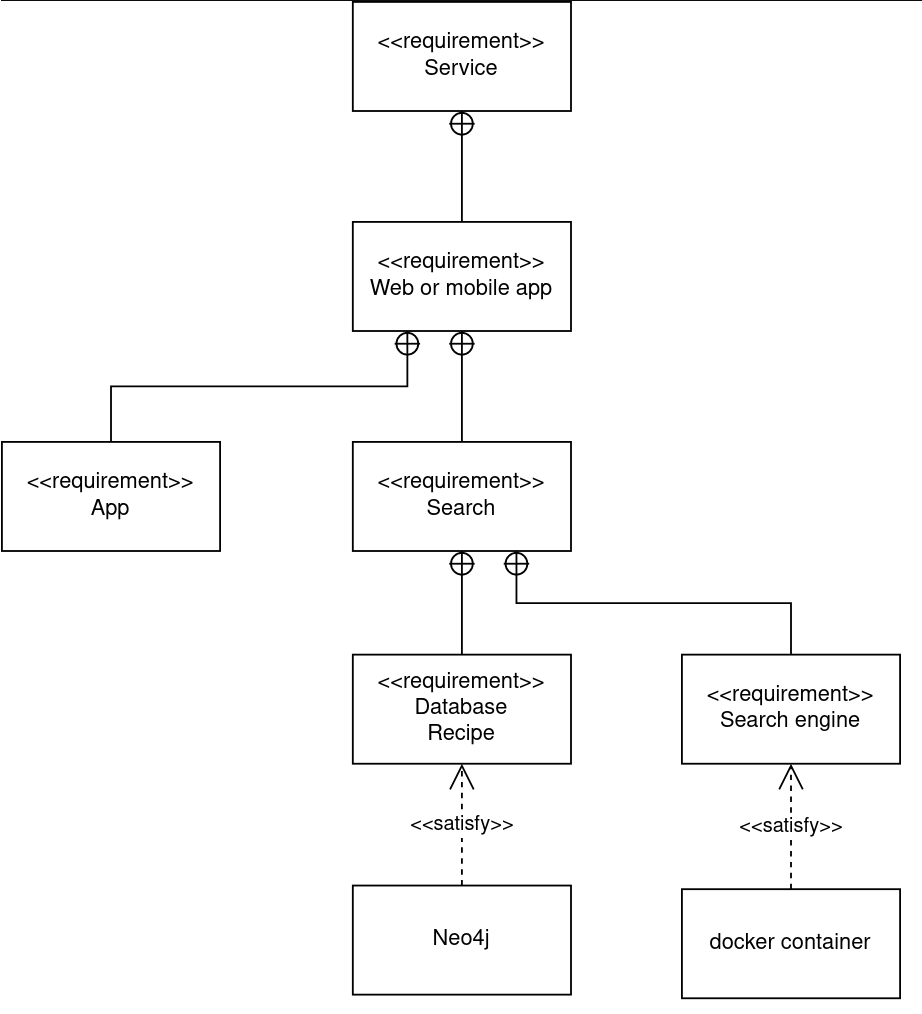 <<requirement>>
Service
<<requirement>>
Web or mobile app
<<requirement>>
App
<<requirement>>
Search
<<requirement>>
Database
Recipe
<<requirement>>
Search engine
<<satisfy>>
<<satisfy>>
Neo4j
docker container